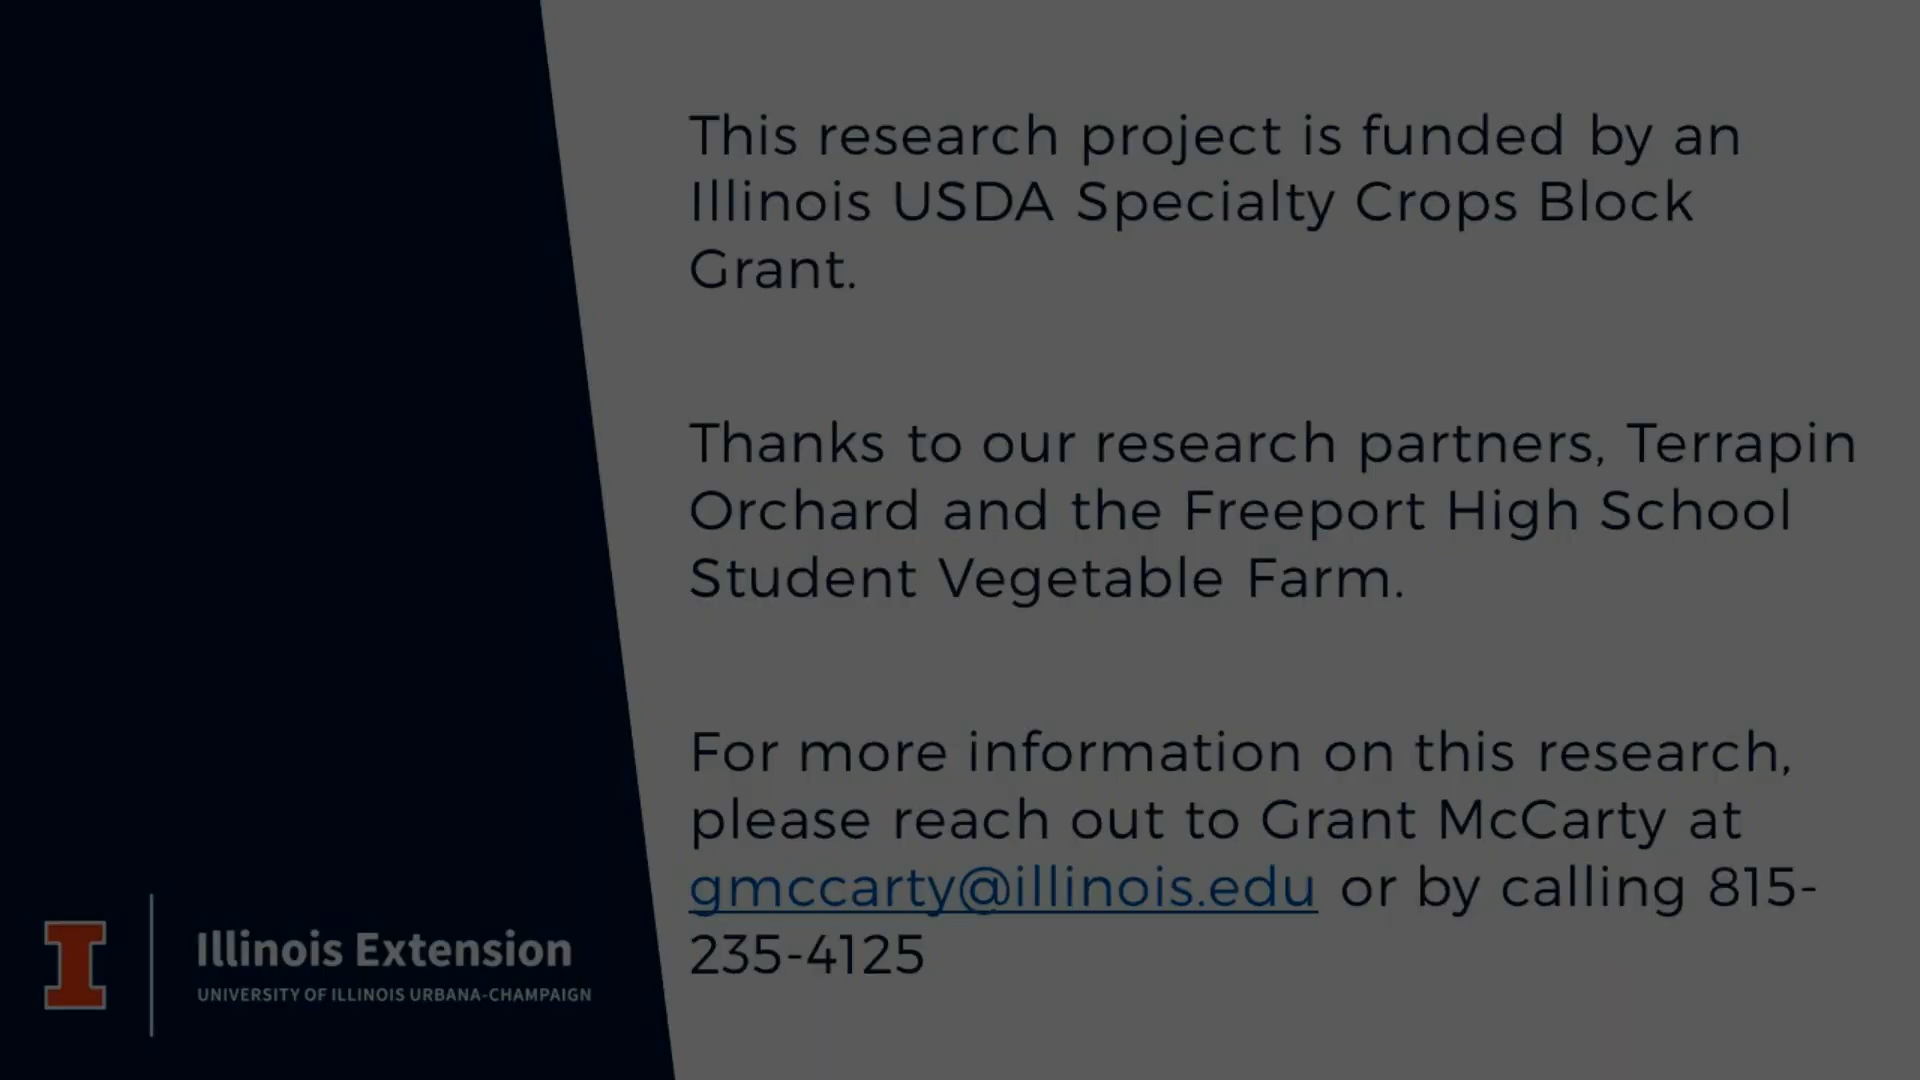 This research project is funded by an
Illinois USDA Specialty Crops Block
Grant.
Thanks to our research partners, Terrapin
Orchard and the Freeport High School
Student Vegetable Farm.
For more information on this research,
please reach out to Grant McCarty at
gmccarty@illinois.edu or by calling 815-
235-4125
I
Illinois Extension
UNIVERSITY OF ILLINOIS URBANA-CHAMPAIGN